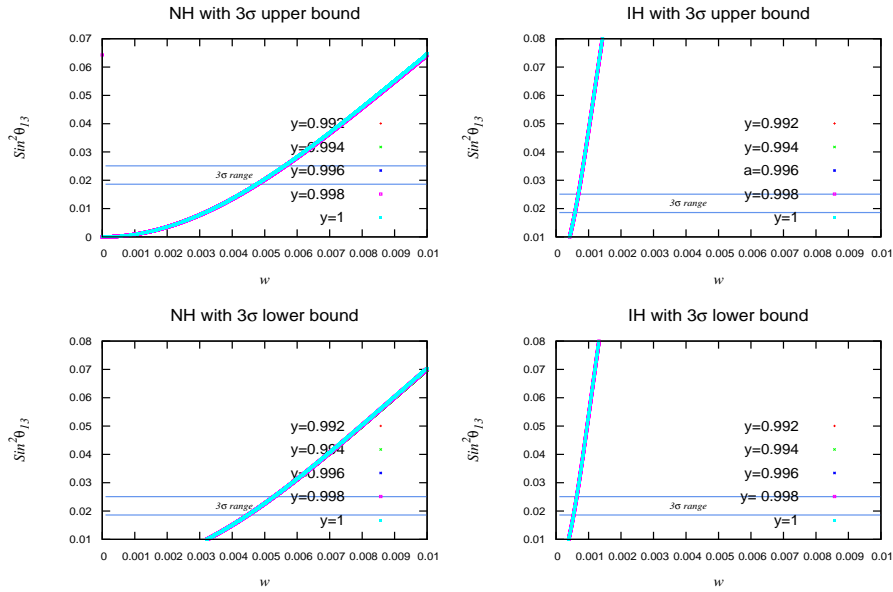 NH with 3σ upper bound
0.07
0.06
0.05
0.04
0.03
0.02
0.01
0
Sin²θ13
y=0.992
y=0.994
y=0.996
y=0.998
y=1
3σ range
0 0.001 0.002 0.003 0.004 0.005 0.006 0.007 0.008 0.009 0.01
w
IH with 3σ upper bound
0.08
0.07
0.06
0.05
0.04
0.03
0.02
0.01
Sin²θ13
y=0.992
y=0.994
a=0.996
y=0.998
y=1
3σ range
0 0.001 0.002 0.003 0.004 0.005 0.006 0.007 0.008 0.009 0.01
w
NH with 3σ lower bound
0.08
0.07
0.06
0.05
0.04
0.03
0.02
0.01
Sin²θ13
y=0.992
y=0.994
y=0.996
y=0.998
y=1
3σ range
0 0.001 0.002 0.003 0.004 0.005 0.006 0.007 0.008 0.009 0.01
w
IH with 3σ lower bound
0.08
0.07
0.06
0.05
0.04
0.03
0.02
0.01
Sin²θ13
y=0.992
y=0.994
y=0.996
y= 0.998
y=1
3σ range
0 0.001 0.002 0.003 0.004 0.005 0.006 0.007 0.008 0.009 0.01
w